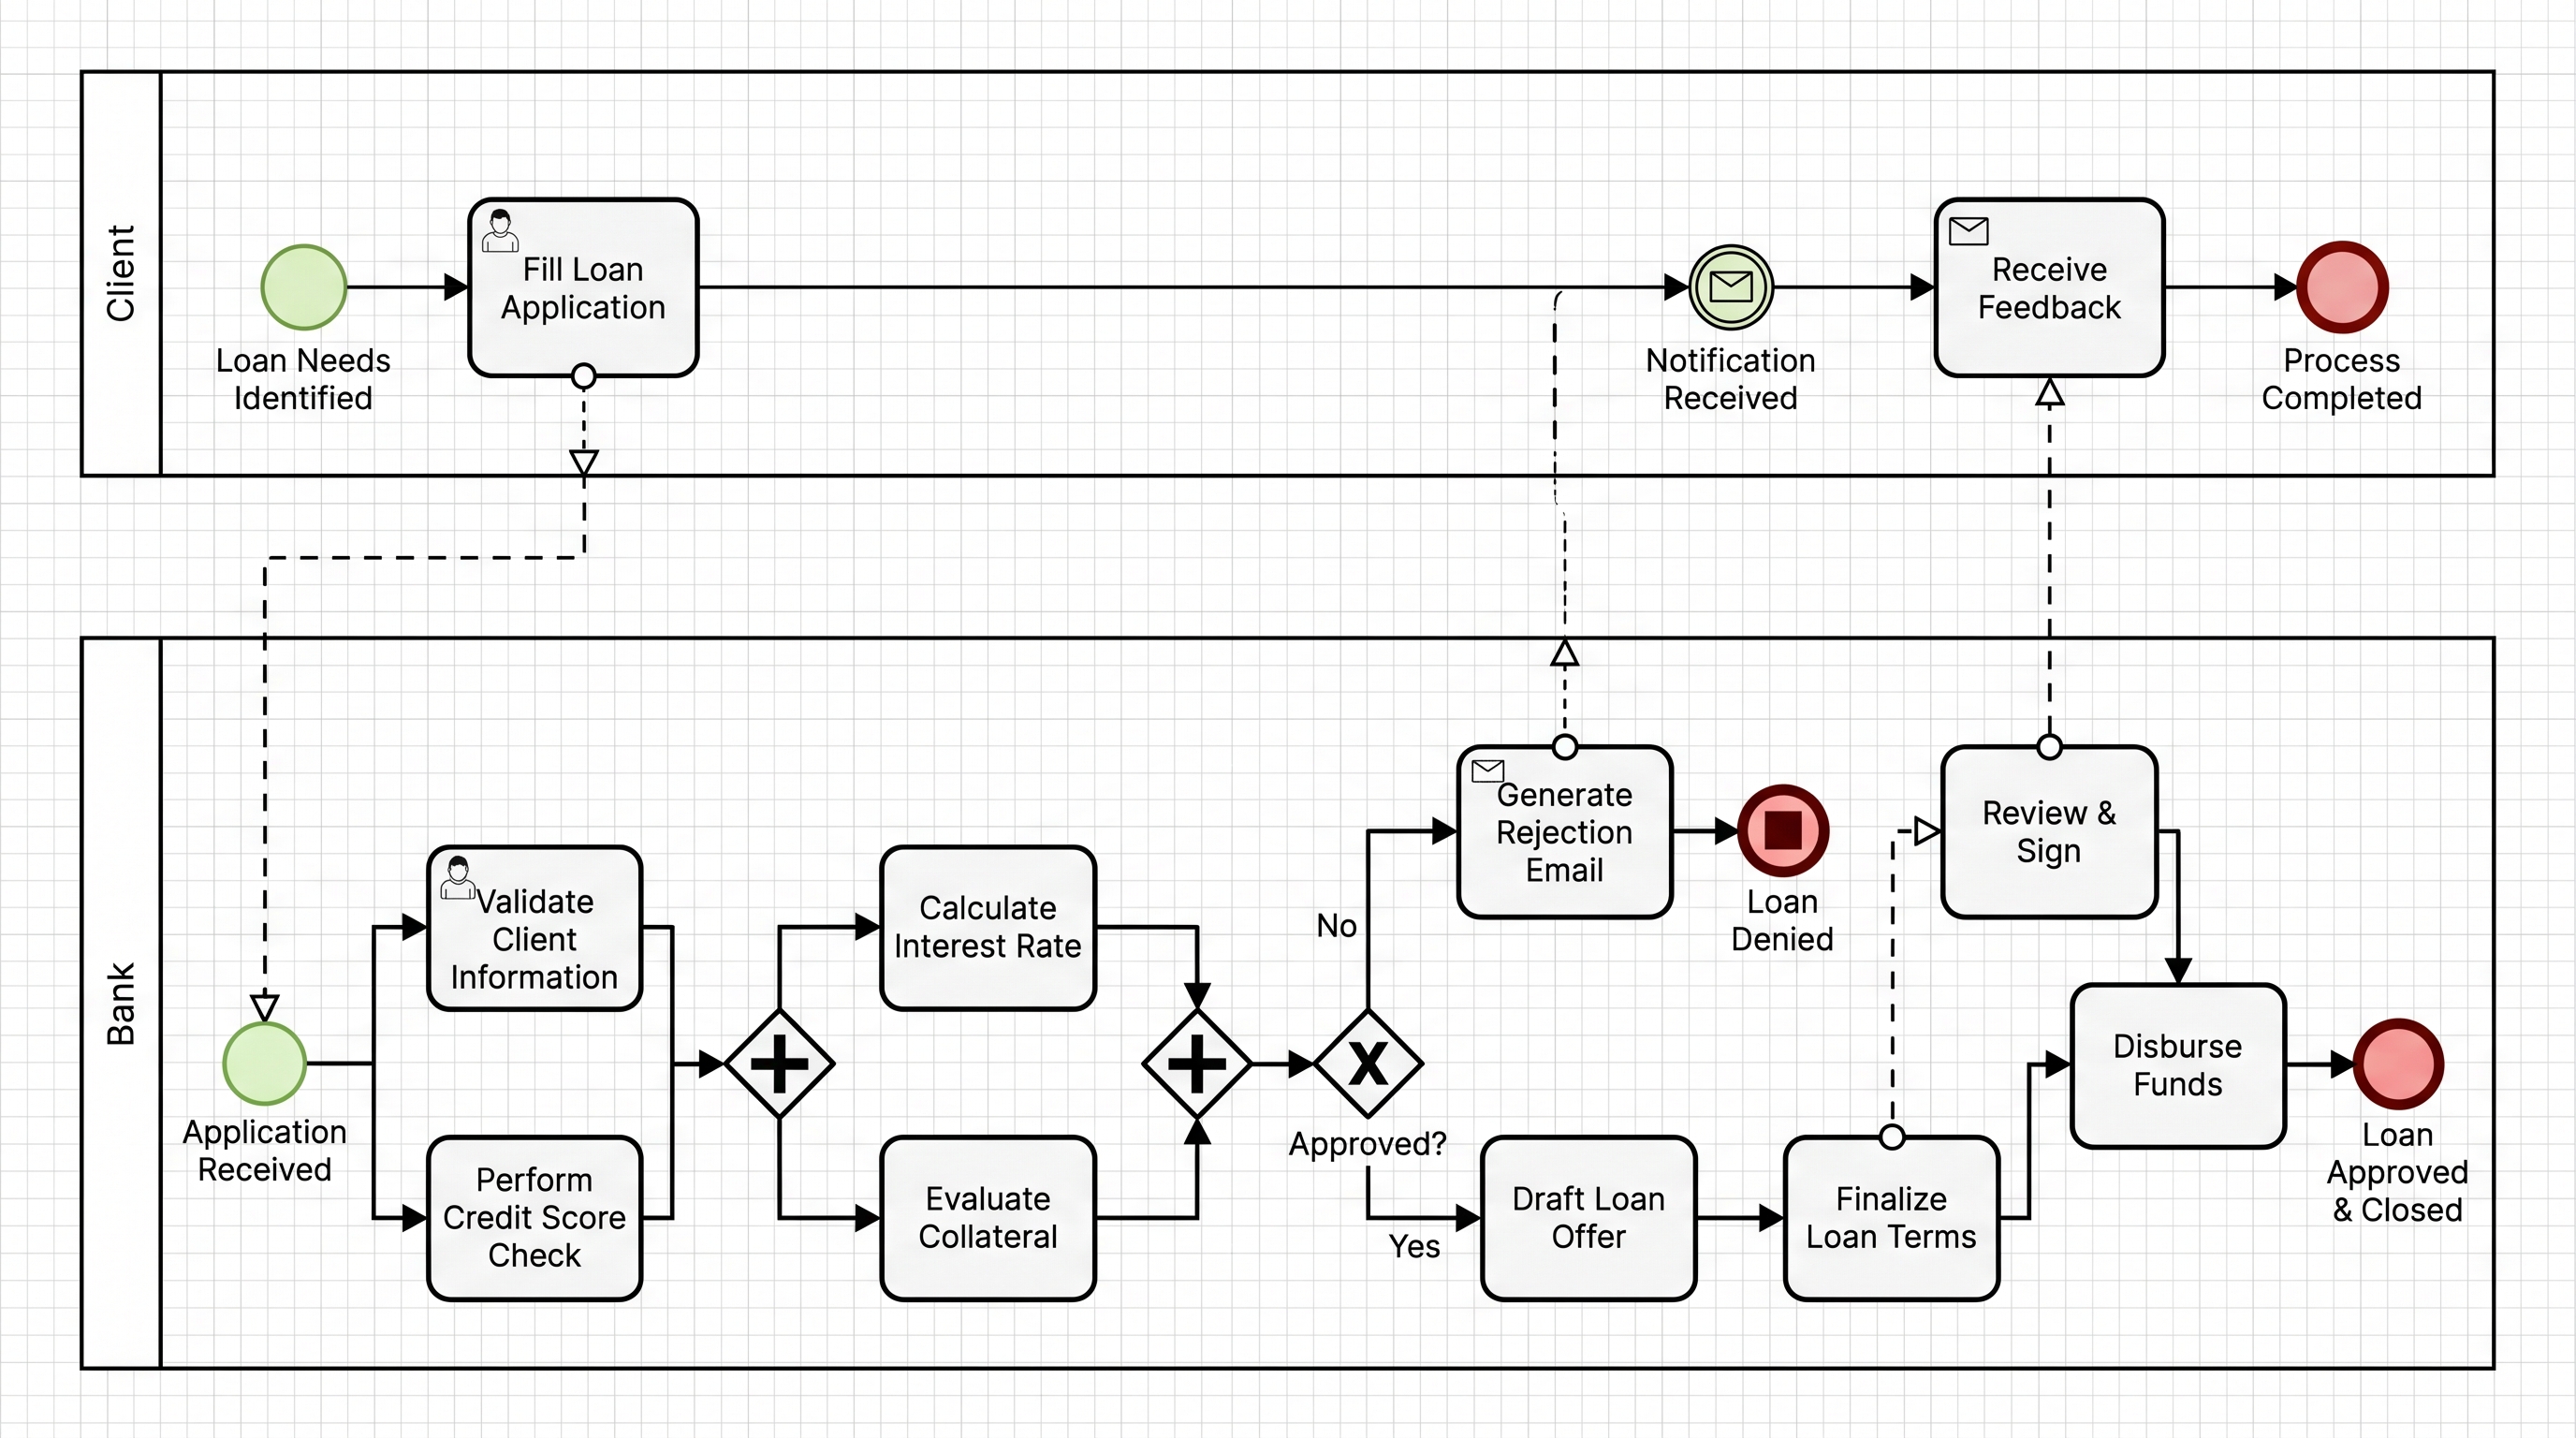 Client
Loan Needs
Identified
Fill Loan
Application
Notification
Received
Receive
Feedback
Process
Completed
Bank
Application
Received
Validate
Client
Information
Perform
Credit Score
Check
Calculate
Interest Rate
Evaluate
Collateral
X
Approved?
No
Generate
Rejection
Email
Loan
Denied
Yes
Draft Loan
Offer
Finalize
Loan Terms
Review &
Sign
Disburse
Funds
Loan
Approved
& Closed